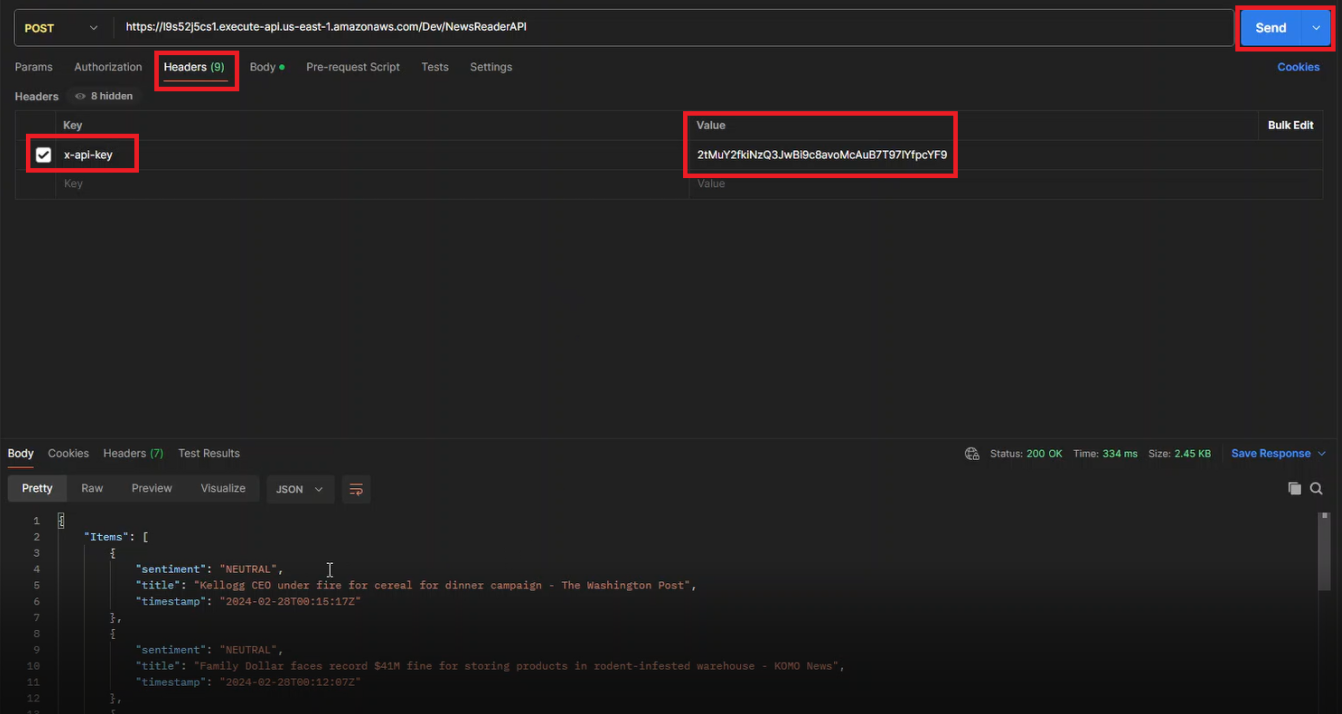 POST https://l9s52j5cs1.execute-api.us-east-1.amazonaws.com/Dev/NewsReaderAPI Send
Params Authorization Headers (9) Body Pre-request Script Tests Settings Cookies
Headers 8 hidden
Key Value Bulk Edit
x-api-key 2tMuY2fkiNzQ3JwBi9c8avoMcAuB7T97lYfpcYF9
Key Value
Body Cookies Headers (7) Test Results Status: 200 OK Time: 334 ms Size: 2.45 KB Save Response
Pretty Raw Preview Visualize JSON
1 {
2 "Items": [
3 {
4 "sentiment": "NEUTRAL",
5 "title": "Kellogg CEO under fire for cereal for dinner campaign - The Washington Post",
6 "timestamp": "2024-02-28T00:15:17Z"
7 },
8 {
9 "sentiment": "NEUTRAL",
10 "title": "Family Dollar faces record $41M fine for storing products in rodent-infested warehouse - KOMO News",
11 "timestamp": "2024-02-28T00:12:07Z"
12 },